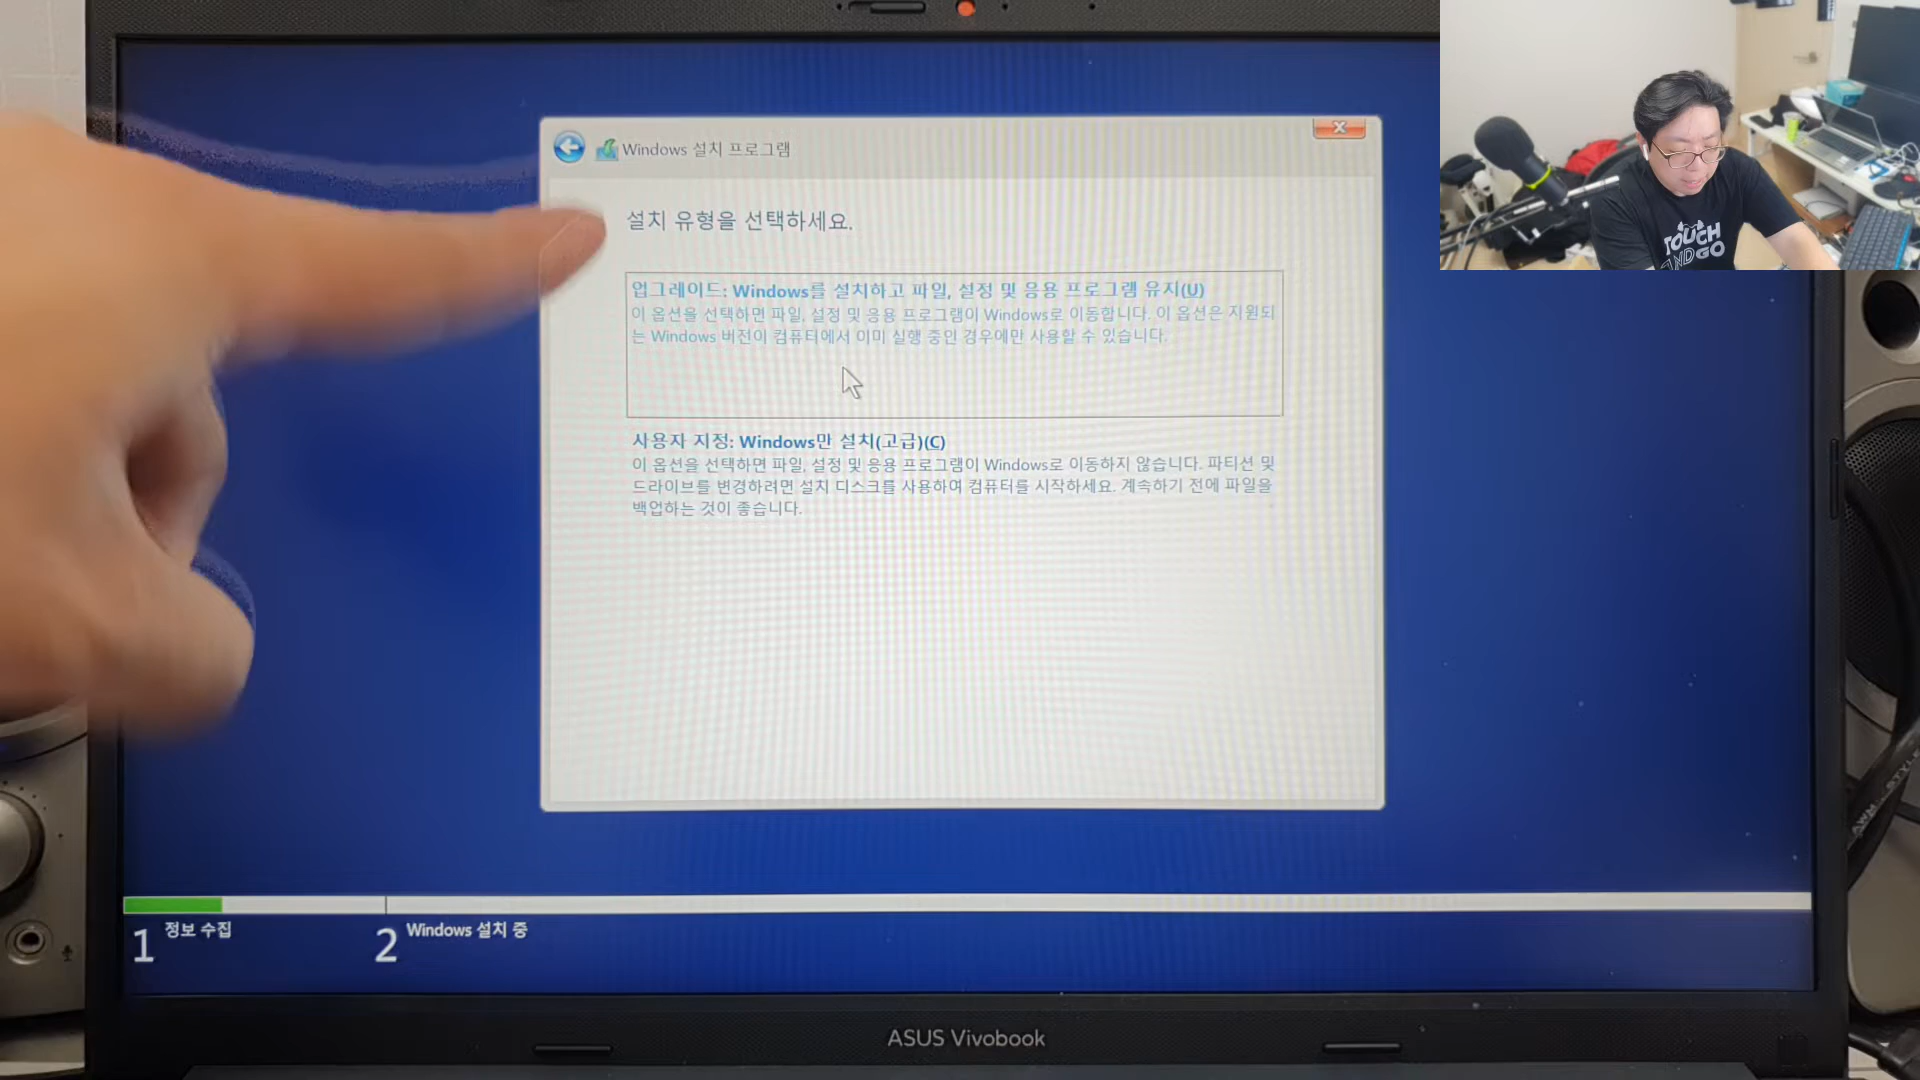 Windows 설치 프로그램
설치 유형을 선택하세요.
업그레이드: Windows를 설치하고 파일, 설정 및 응용 프로그램 유지(U)
이 옵션을 선택하면 파일, 설정 및 응용 프로그램이 Windows로 이동합니다. 이 옵션은 지원되
는 Windows 버전이 컴퓨터에서 이미 실행 중인 경우에만 사용할 수 있습니다.
사용자 지정: Windows만 설치(고급)(C)
이 옵션을 선택하면 파일, 설정 및 응용 프로그램이 Windows로 이동하지 않습니다. 파티션 및
드라이브를 변경하려면 설치 디스크를 사용하여 컴퓨터를 시작하세요. 계속하기 전에 파일을
백업하는 것이 좋습니다.
1 정보 수집
2 Windows 설치 중
ASUS Vivobook
TOUCH
ANDGO